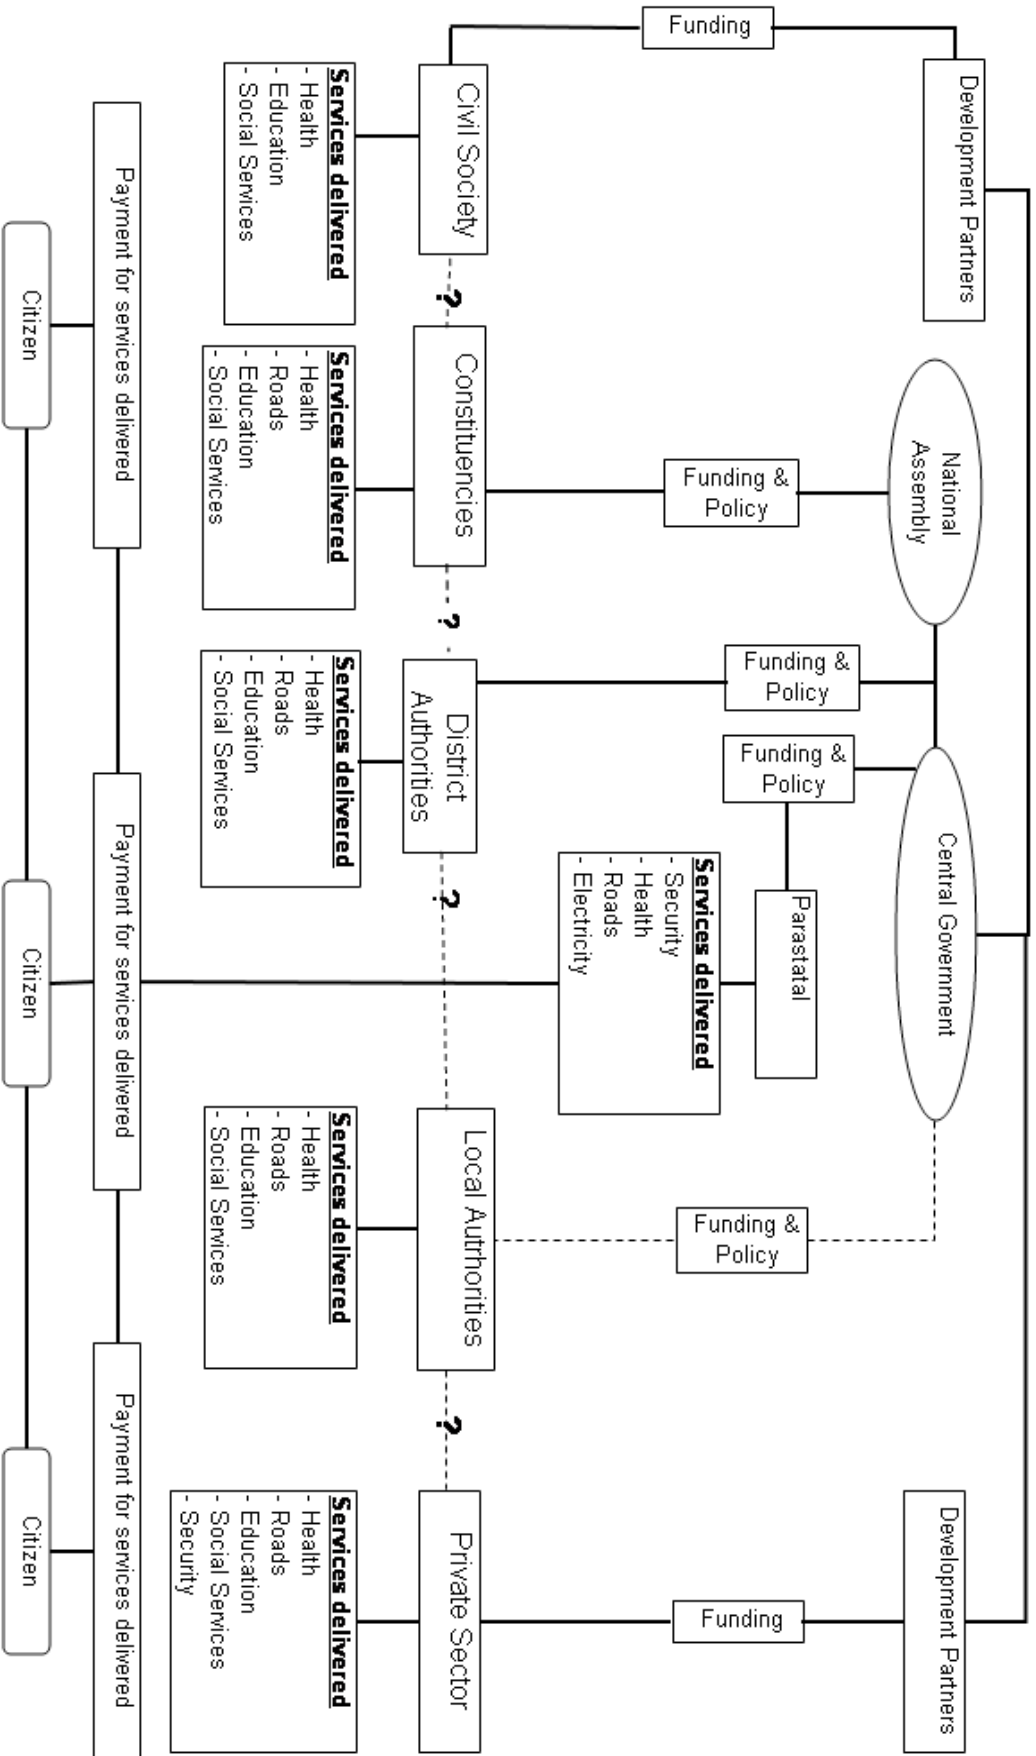 Development Partners
National
Assembly
Central Government
Development Partners
Funding
Funding &
Policy
Funding &
Policy
Funding &
Policy
Funding &
Policy
Funding
Parastatal
Services delivered
- Security
- Health
- Roads
- Electricity
Civil Society
?
Constituencies
?
District
Authorities
?
Local Autrhorities
?
Private Sector
Services delivered
- Health
- Education
- Social Services
Services delivered
- Health
- Roads
- Education
- Social Services
Services delivered
- Health
- Roads
- Education
- Social Services
Services delivered
- Health
- Roads
- Education
- Social Services
Services delivered
- Health
- Roads
- Education
- Social Services
- Security
Payment for services delivered
Payment for services delivered
Payment for services delivered
Citizen
Citizen
Citizen